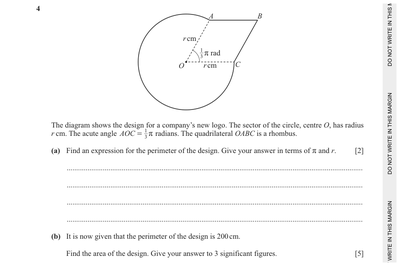 4
A
B
r cm
1/3 π rad
O
r cm
C
The diagram shows the design for a company's new logo. The sector of the circle, centre O, has radius
r cm. The acute angle AOC = 1/3 π radians. The quadrilateral OABC is a rhombus.
(a) Find an expression for the perimeter of the design. Give your answer in terms of π and r. [2]
(b) It is now given that the perimeter of the design is 200 cm.
Find the area of the design. Give your answer to 3 significant figures. [5]
DO NOT WRITE IN THIS M
DO NOT WRITE IN THIS MARGIN
WRITE IN THIS MARGIN